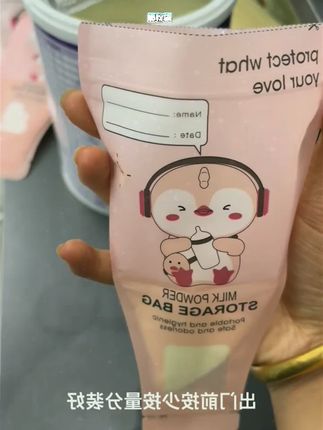 protect what
your love
Name:
Date:
MILK POWDER
STORAGE BAG
Portable and hygienic
Safe and odorless
出门前按少按量分装好